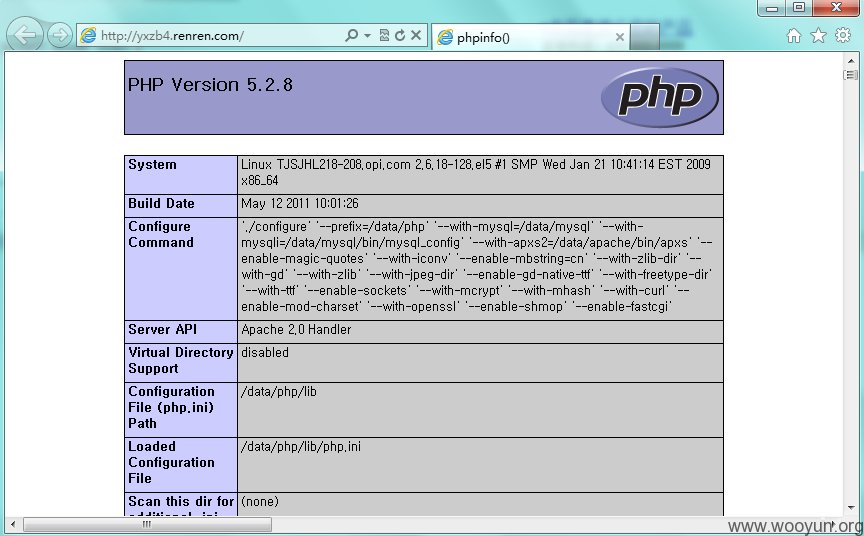 http://yxzb4.renren.com/
phpinfo()
PHP Version 5.2.8
php
System
Linux TJSJHL218-208.opi.com 2.6.18-128.el5 #1 SMP Wed Jan 21 10:41:14 EST 2009
x86_64
Build Date
May 12 2011 10:01:26
Configure
Command
'./configure' '--prefix=/data/php' '--with-mysql=/data/mysql' '--with-
mysqli=/data/mysql/bin/mysql_config' '--with-apxs2=/data/apache/bin/apxs' '--
enable-magic-quotes' '--with-iconv' '--enable-mbstring=cn' '--with-zlib-dir' '--
with-gd' '--with-zlib' '--with-jpeg-dir' '--enable-gd-native-ttf' '--with-freetype-dir'
'--with-ttf' '--enable-sockets' '--with-mcrypt' '--with-mhash' '--with-curl' '--
enable-mod-charset' '--with-openssl' '--enable-shmop' '--enable-fastcgi'
Server API
Apache 2.0 Handler
Virtual Directory
Support
disabled
Configuration
File (php.ini)
Path
/data/php/lib
Loaded
Configuration
File
/data/php/lib/php.ini
Scan this dir for
additional .ini
(none)
www.wooyun.org